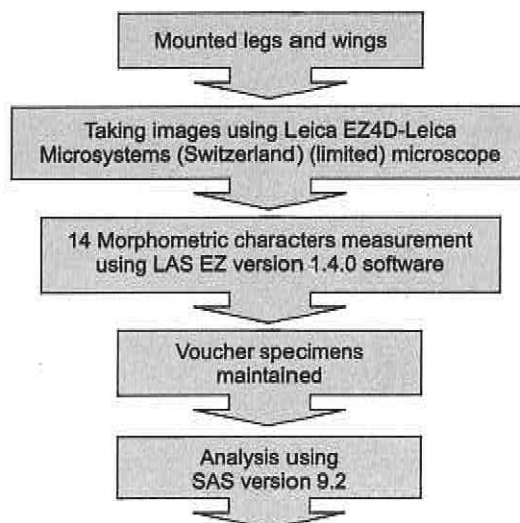 Mounted legs and wings
Taking images using Leica EZ4D-Leica
Microsystems (Switzerland) (limited) microscope
14 Morphometric characters measurement
using LAS EZ version 1.4.0 software
Voucher specimens
maintained
Analysis using
SAS version 9.2